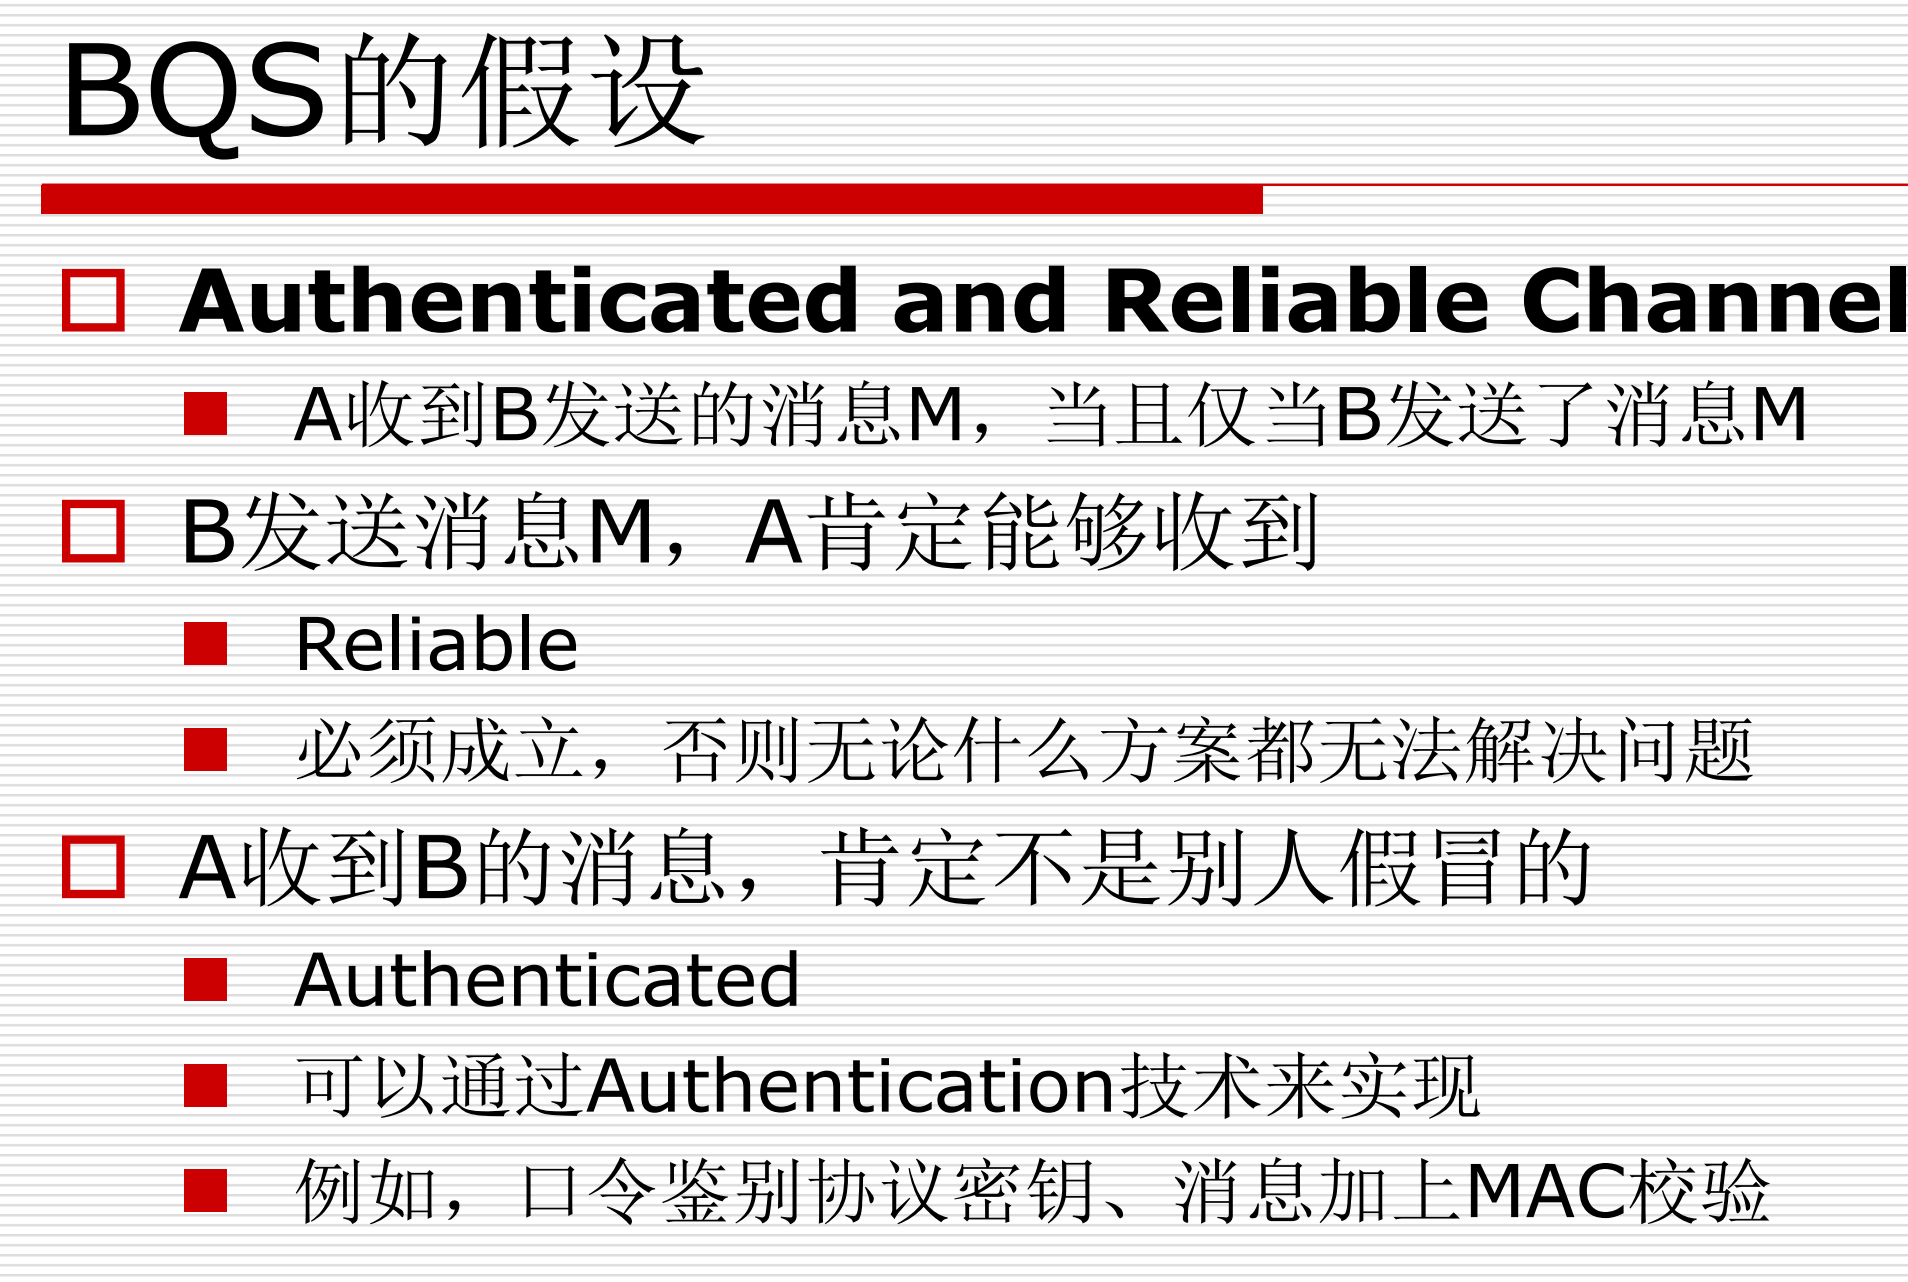 BQS的假设
Authenticated and Reliable Channel
A收到B发送的消息M，当且仅当B发送了消息M
B发送消息M，A肯定能够收到
Reliable
必须成立，否则无论什么方案都无法解决问题
A收到B的消息，肯定不是别人假冒的
Authenticated
可以通过Authentication技术来实现
例如，口令鉴别协议密钥、消息加上MAC校验